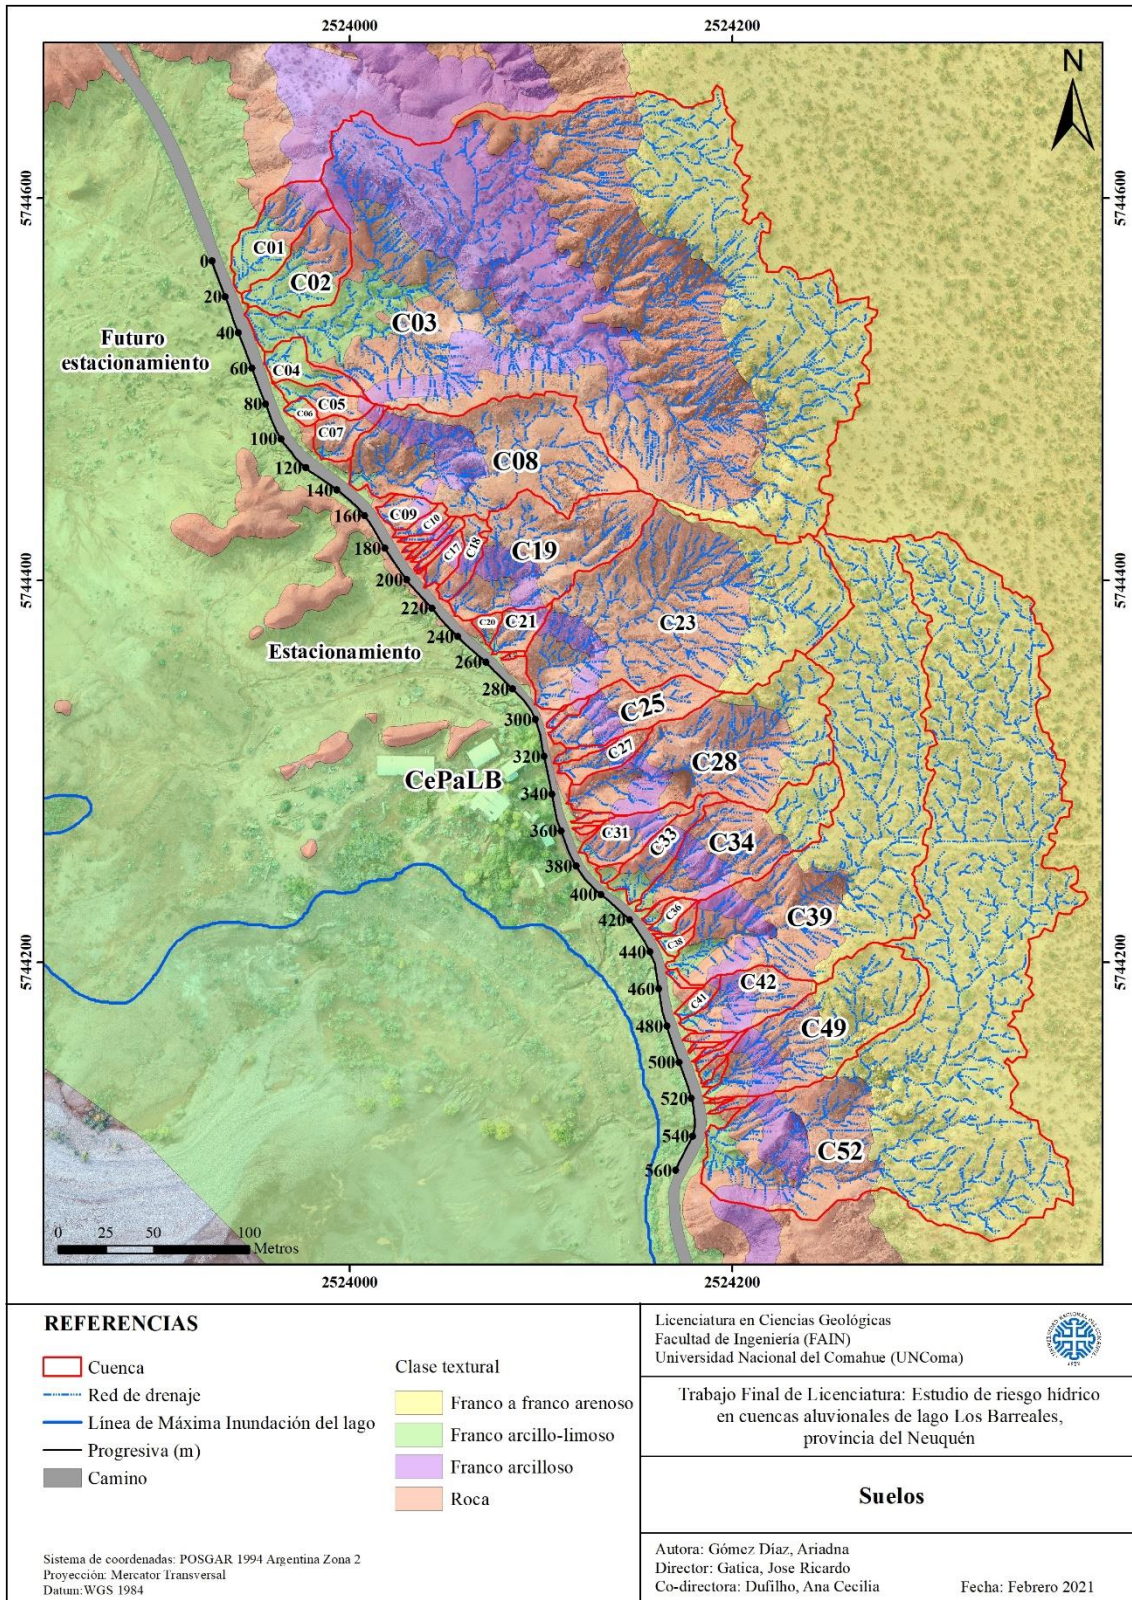 2524000
2524200
N
5744600
5744600
C01
0
C02
20
C03
40
Futuro
estacionamiento
60
C04
80
C05
C06
100
C07
C08
120
140
C09
C10
160
C17
C18
C19
180
5744400
5744400
200
220
C20
C21
C23
240
Estacionamiento
260
280
C25
300
C27
320
C28
CePaLB
340
360
C31
C33
C34
380
400
C36
C39
420
C38
440
5744200
5744200
C42
460
C41
480
C49
500
520
540
C52
560
0 25 50 100
Metros
2524000
2524200
REFERENCIAS
Cuenca
Red de drenaje
Línea de Máxima Inundación del lago
Progresiva (m)
Camino
Clase textural
Franco a franco arenoso
Franco arcillo-limoso
Franco arcilloso
Roca
Sistema de coordenadas: POSGAR 1994 Argentina Zona 2
Proyección: Mercator Transversal
Datum:WGS 1984
Licenciatura en Ciencias Geológicas
Facultad de Ingeniería (FAIN)
Universidad Nacional del Comahue (UNComa)
Trabajo Final de Licenciatura: Estudio de riesgo hídrico
en cuencas aluvionales de lago Los Barreales,
provincia del Neuquén
Suelos
Autora: Gómez Díaz, Ariadna
Director: Gatica, Jose Ricardo
Co-directora: Dufilho, Ana Cecilia
Fecha: Febrero 2021